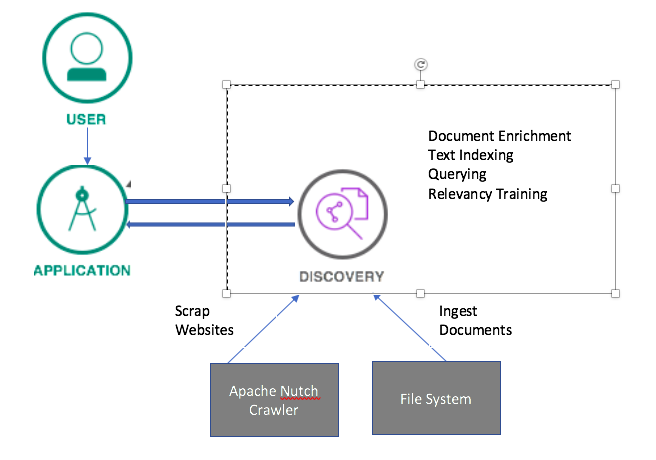 USER
Document Enrichment
Text Indexing
Querying
Relevancy Training
APPLICATION
DISCOVERY
Scrap
Websites
Ingest
Documents
Apache Nutch
Crawler
File System